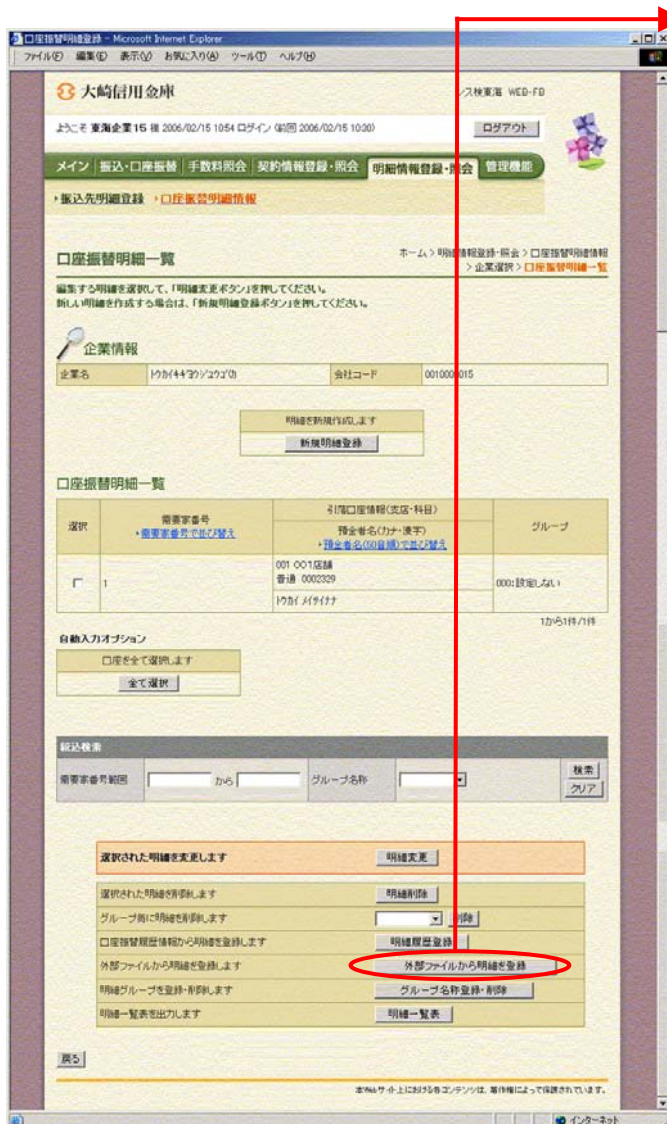 口座振替明細登録 - Microsoft Internet Explorer
ファイル(F) 編集(E) 表示(V) お気に入り(A) ツール(T) ヘルプ(H)
大崎信用金庫
ス検東海 WEB-FB
ようこそ 東海企業15 様 2006/02/15 1054 ログイン (前回 2006/02/15 1030)
ログアウト
メイン 振込・口座振替 手数料照会 契約情報登録・照会 明細情報登録・照会 管理機能
振込先明細登録 口座振替明細情報
口座振替明細一覧
ホーム > 明細情報登録・照会 > 口座振替明細情報
> 企業選択 > 口座振替明細一覧
編集する明細を選択して、「明細変更ボタン」を押してください。
新しい明細を作成する場合は、「新規明細登録ボタン」を押してください。
企業情報
企業名 会社コード 0010000015
明細を新規作成します
新規明細登録
口座振替明細一覧
選択 需要家番号 引落口座情報(支店・科目) グループ
需要家番号で並び替え 預金者名(カナ・漢字)
預金者名(50音順)で並び替え
001 001店舗
1 普通 0002329 000:設定しない
トウカイ メイサイナナ
1から1件/1件
自動入力オプション
口座を全て選択します
全て選択
絞込検索
需要家番号範囲 から グループ名称 検索
クリア
選択された明細を変更します 明細変更
選択された明細を削除します 明細削除
グループ毎に明細を削除します 削除
口座振替履歴情報から明細を登録します 明細履歴登録
外部ファイルから明細を登録します 外部ファイルから明細を登録
明細グループを登録・削除します グループ名称登録・削除
明細一覧表を出力します 明細一覧表
戻る
本Webサイト上における各コンテンツは、著作権によって保護されています。
インターネット